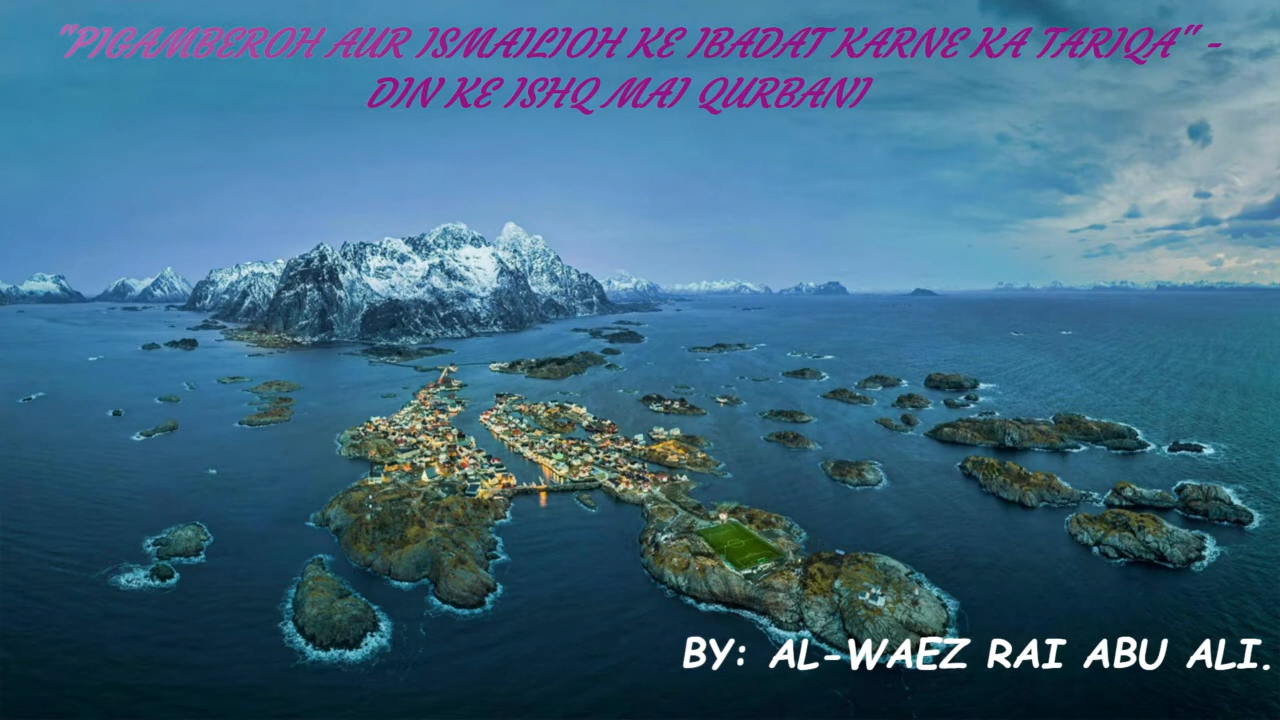 "PIGAMBEROH AUR ISMAILIOH KE IBADAT KARNE KA TARIQA" -
DIN KE ISHQ MAI QURBANI
BY: AL-WAEZ RAI ABU ALI.